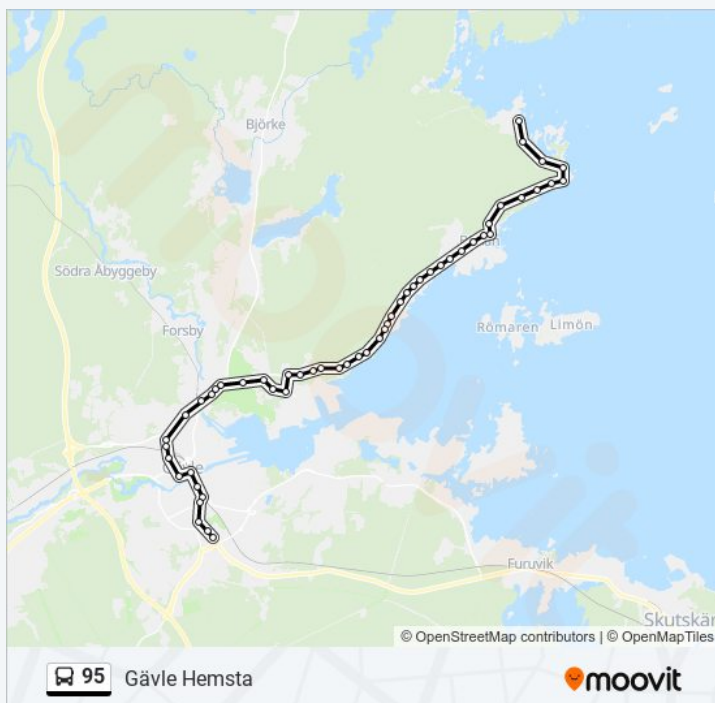 Björke
Södra Åbyggeby
Forsby
Römaren
Limön
Furuvik
Skutskär
© OpenStreetMap contributors | © OpenMapTiles
95 Gävle Hemsta
moovit